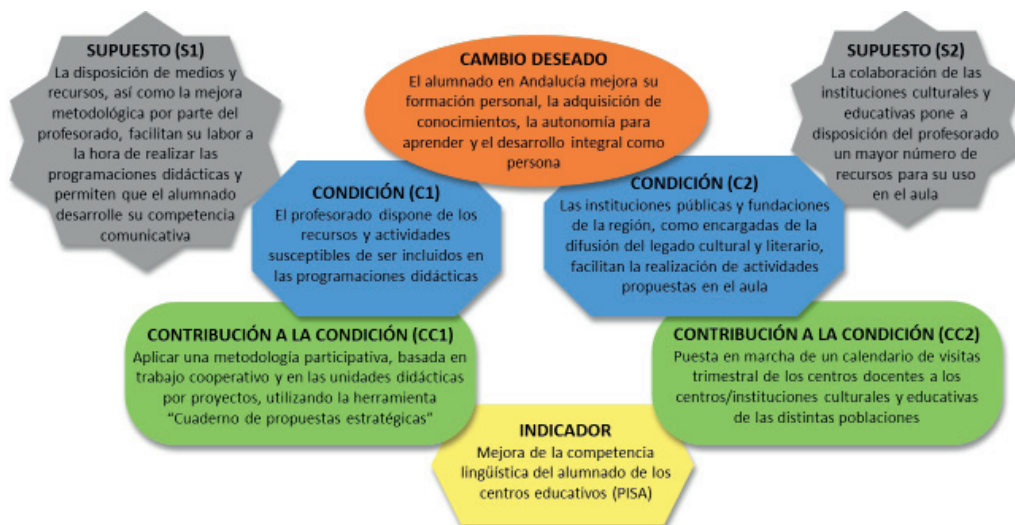 SUPUESTO (S1)
La disposición de medios y
recursos, así como la mejora
metodológica por parte del
profesorado, facilitan su labor a
la hora de realizar las
programaciones didácticas y
permiten que el alumnado
desarrolle su competencia
comunicativa
CAMBIO DESEADO
El alumnado en Andalucía mejora su
formación personal, la adquisición de
conocimientos, la autonomía para
aprender y el desarrollo integral como
persona
SUPUESTO (S2)
La colaboración de las
instituciones culturales y
educativas pone a
disposición del profesorado
un mayor número de
recursos para su uso
en el aula
CONDICIÓN (C1)
El profesorado dispone de los
recursos y actividades
susceptibles de ser incluidos en
las programaciones didácticas
CONDICIÓN (C2)
Las instituciones públicas y fundaciones
de la región, como encargadas de la
difusión del legado cultural y literario,
facilitan la realización de actividades
propuestas en el aula
CONTRIBUCIÓN A LA CONDICIÓN (CC1)
Aplicar una metodología participativa, basada en
trabajo cooperativo y en las unidades didácticas
por proyectos, utilizando la herramienta
“Cuaderno de propuestas estratégicas”
CONTRIBUCIÓN A LA CONDICIÓN (CC2)
Puesta en marcha de un calendario de visitas
trimestral de los centros docentes a los
centros/instituciones culturales y educativas
de las distintas poblaciones
INDICADOR
Mejora de la competencia
lingüística del alumnado de los
centros educativos (PISA)